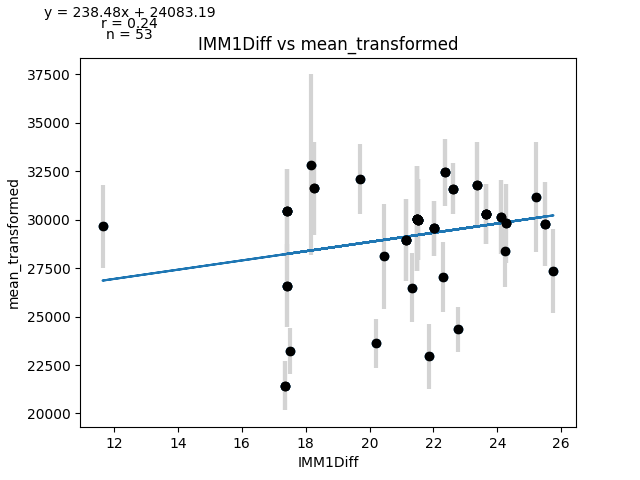 y = 238.48x + 24083.19
r = 0.24
n = 53
IMM1Diff vs mean_transformed
37500
35000
32500
30000
27500
25000
22500
20000
mean_transformed
12 14 16 18 20 22 24 26
IMM1Diff